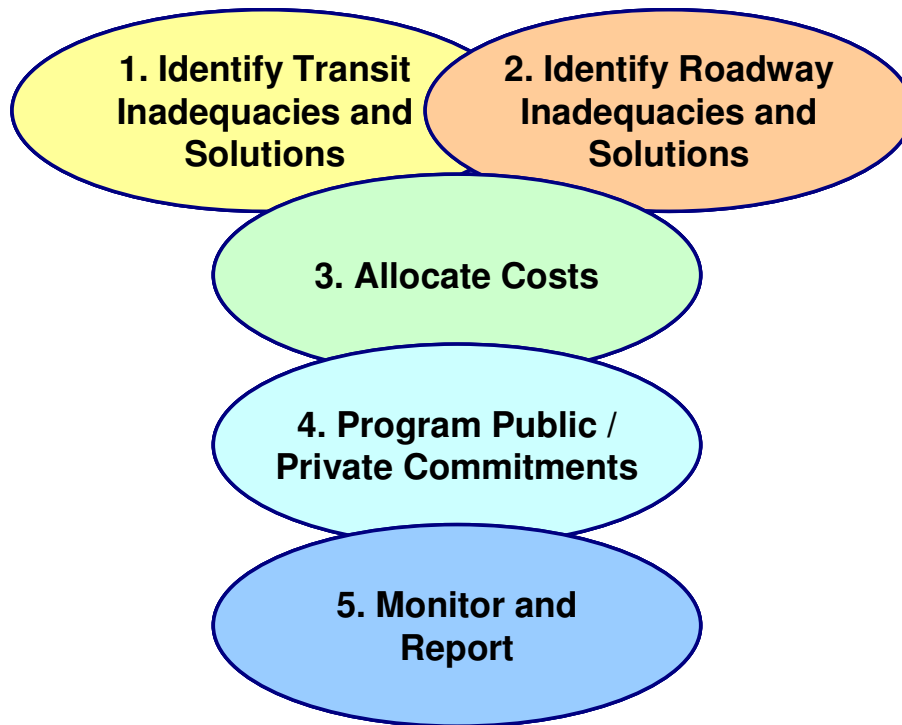 1. Identify Transit
Inadequacies and
Solutions
2. Identify Roadway
Inadequacies and
Solutions
3. Allocate Costs
4. Program Public /
Private Commitments
5. Monitor and
Report